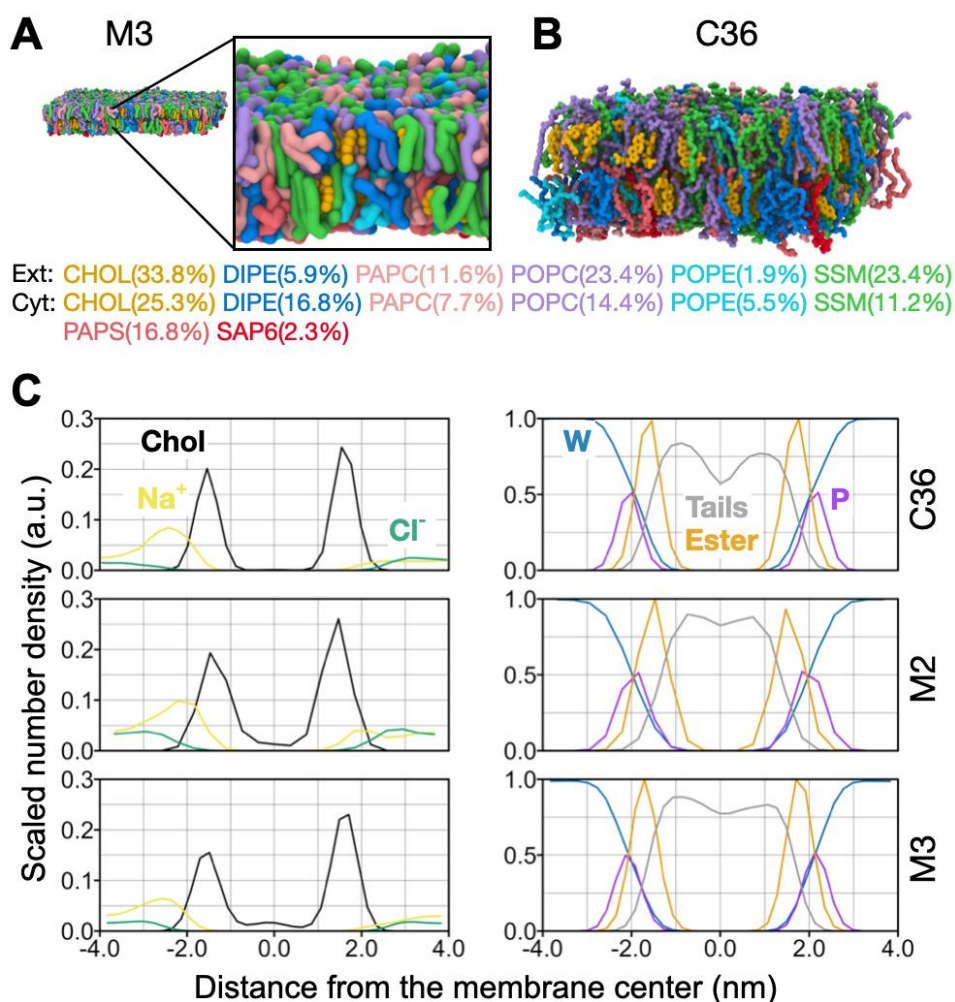 A M3
B C36
Ext: CHOL(33.8%) DIPE(5.9%) PAPC(11.6%) POPC(23.4%) POPE(1.9%) SSM(23.4%)
Cyt: CHOL(25.3%) DIPE(16.8%) PAPC(7.7%) POPC(14.4%) POPE(5.5%) SSM(11.2%)
PAPS(16.8%) SAP6(2.3%)
C
Scaled number density (a.u.)
0.3
0.2
0.1
0.0
Chol
Na⁺
Cl⁻
1.0
0.5
0.0
W
Tails
Ester
P
C36
0.3
0.2
0.1
0.0
1.0
0.5
0.0
M2
0.3
0.2
0.1
0.0
1.0
0.5
0.0
M3
-4.0 -2.0 0.0 2.0 4.0
-4.0 -2.0 0.0 2.0 4.0
Distance from the membrane center (nm)